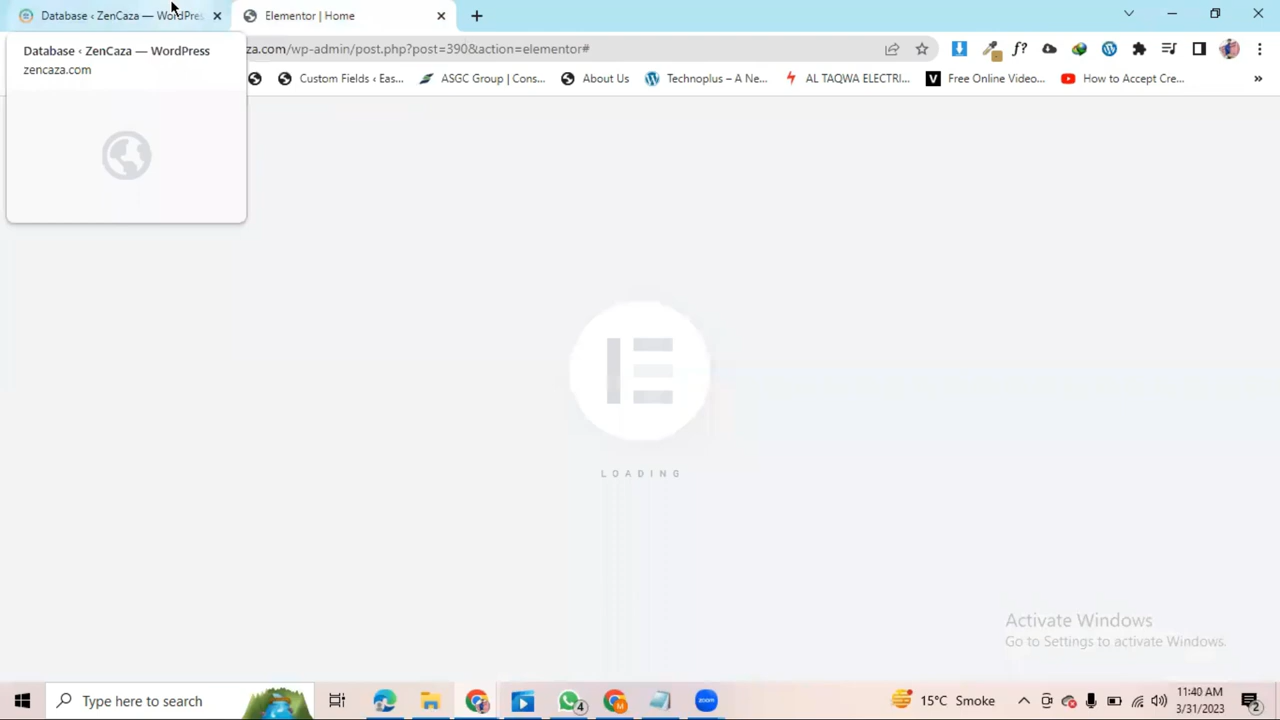 Database ‹ ZenCaza — WordPres
Elementor | Home
Database ‹ ZenCaza — WordPress
zencaza.com
za.com/wp-admin/post.php?post=390&action=elementor#
f?
Custom Fields ‹ Eas...
ASGC Group | Cons...
About Us
Technoplus – A Ne...
AL TAQWA ELECTRI...
V
Free Online Video...
How to Accept Cre...
»
LOADING
Activate Windows
Go to Settings to activate Windows.
Type here to search
4
M
zoom
15°C Smoke
11:40 AM
3/31/2023
2